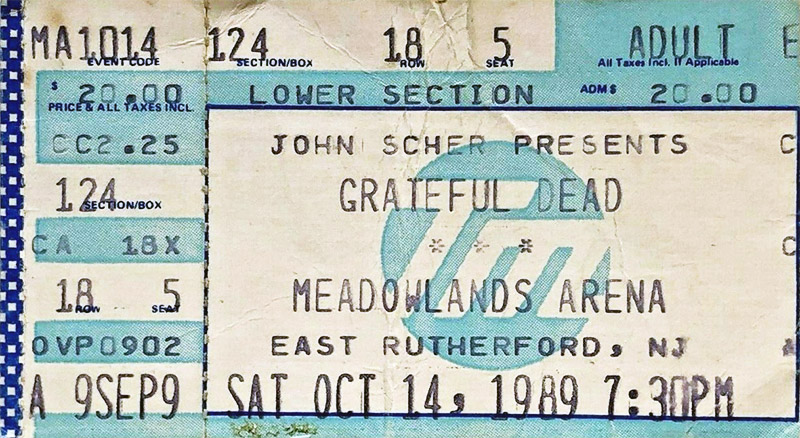 MA1014 124 18 5 ADULT E
EVENT CODE SECTION/BOX ROW SEAT All Taxes Incl. If Applicable
$ 20.00 LOWER SECTION ADM$ 20.00
PRICE & ALL TAXES INCL.
CC2.25 JOHN SCHER PRESENTS C
124 GRATEFUL DEAD
SECTION/BOX
CA 18X * * * C
18 5 MEADOWLANDS ARENA
ROW SEAT
OVP0902 EAST RUTHERFORD, NJ &
A 9SEP9 SAT OCT 14, 1989 7:30PM